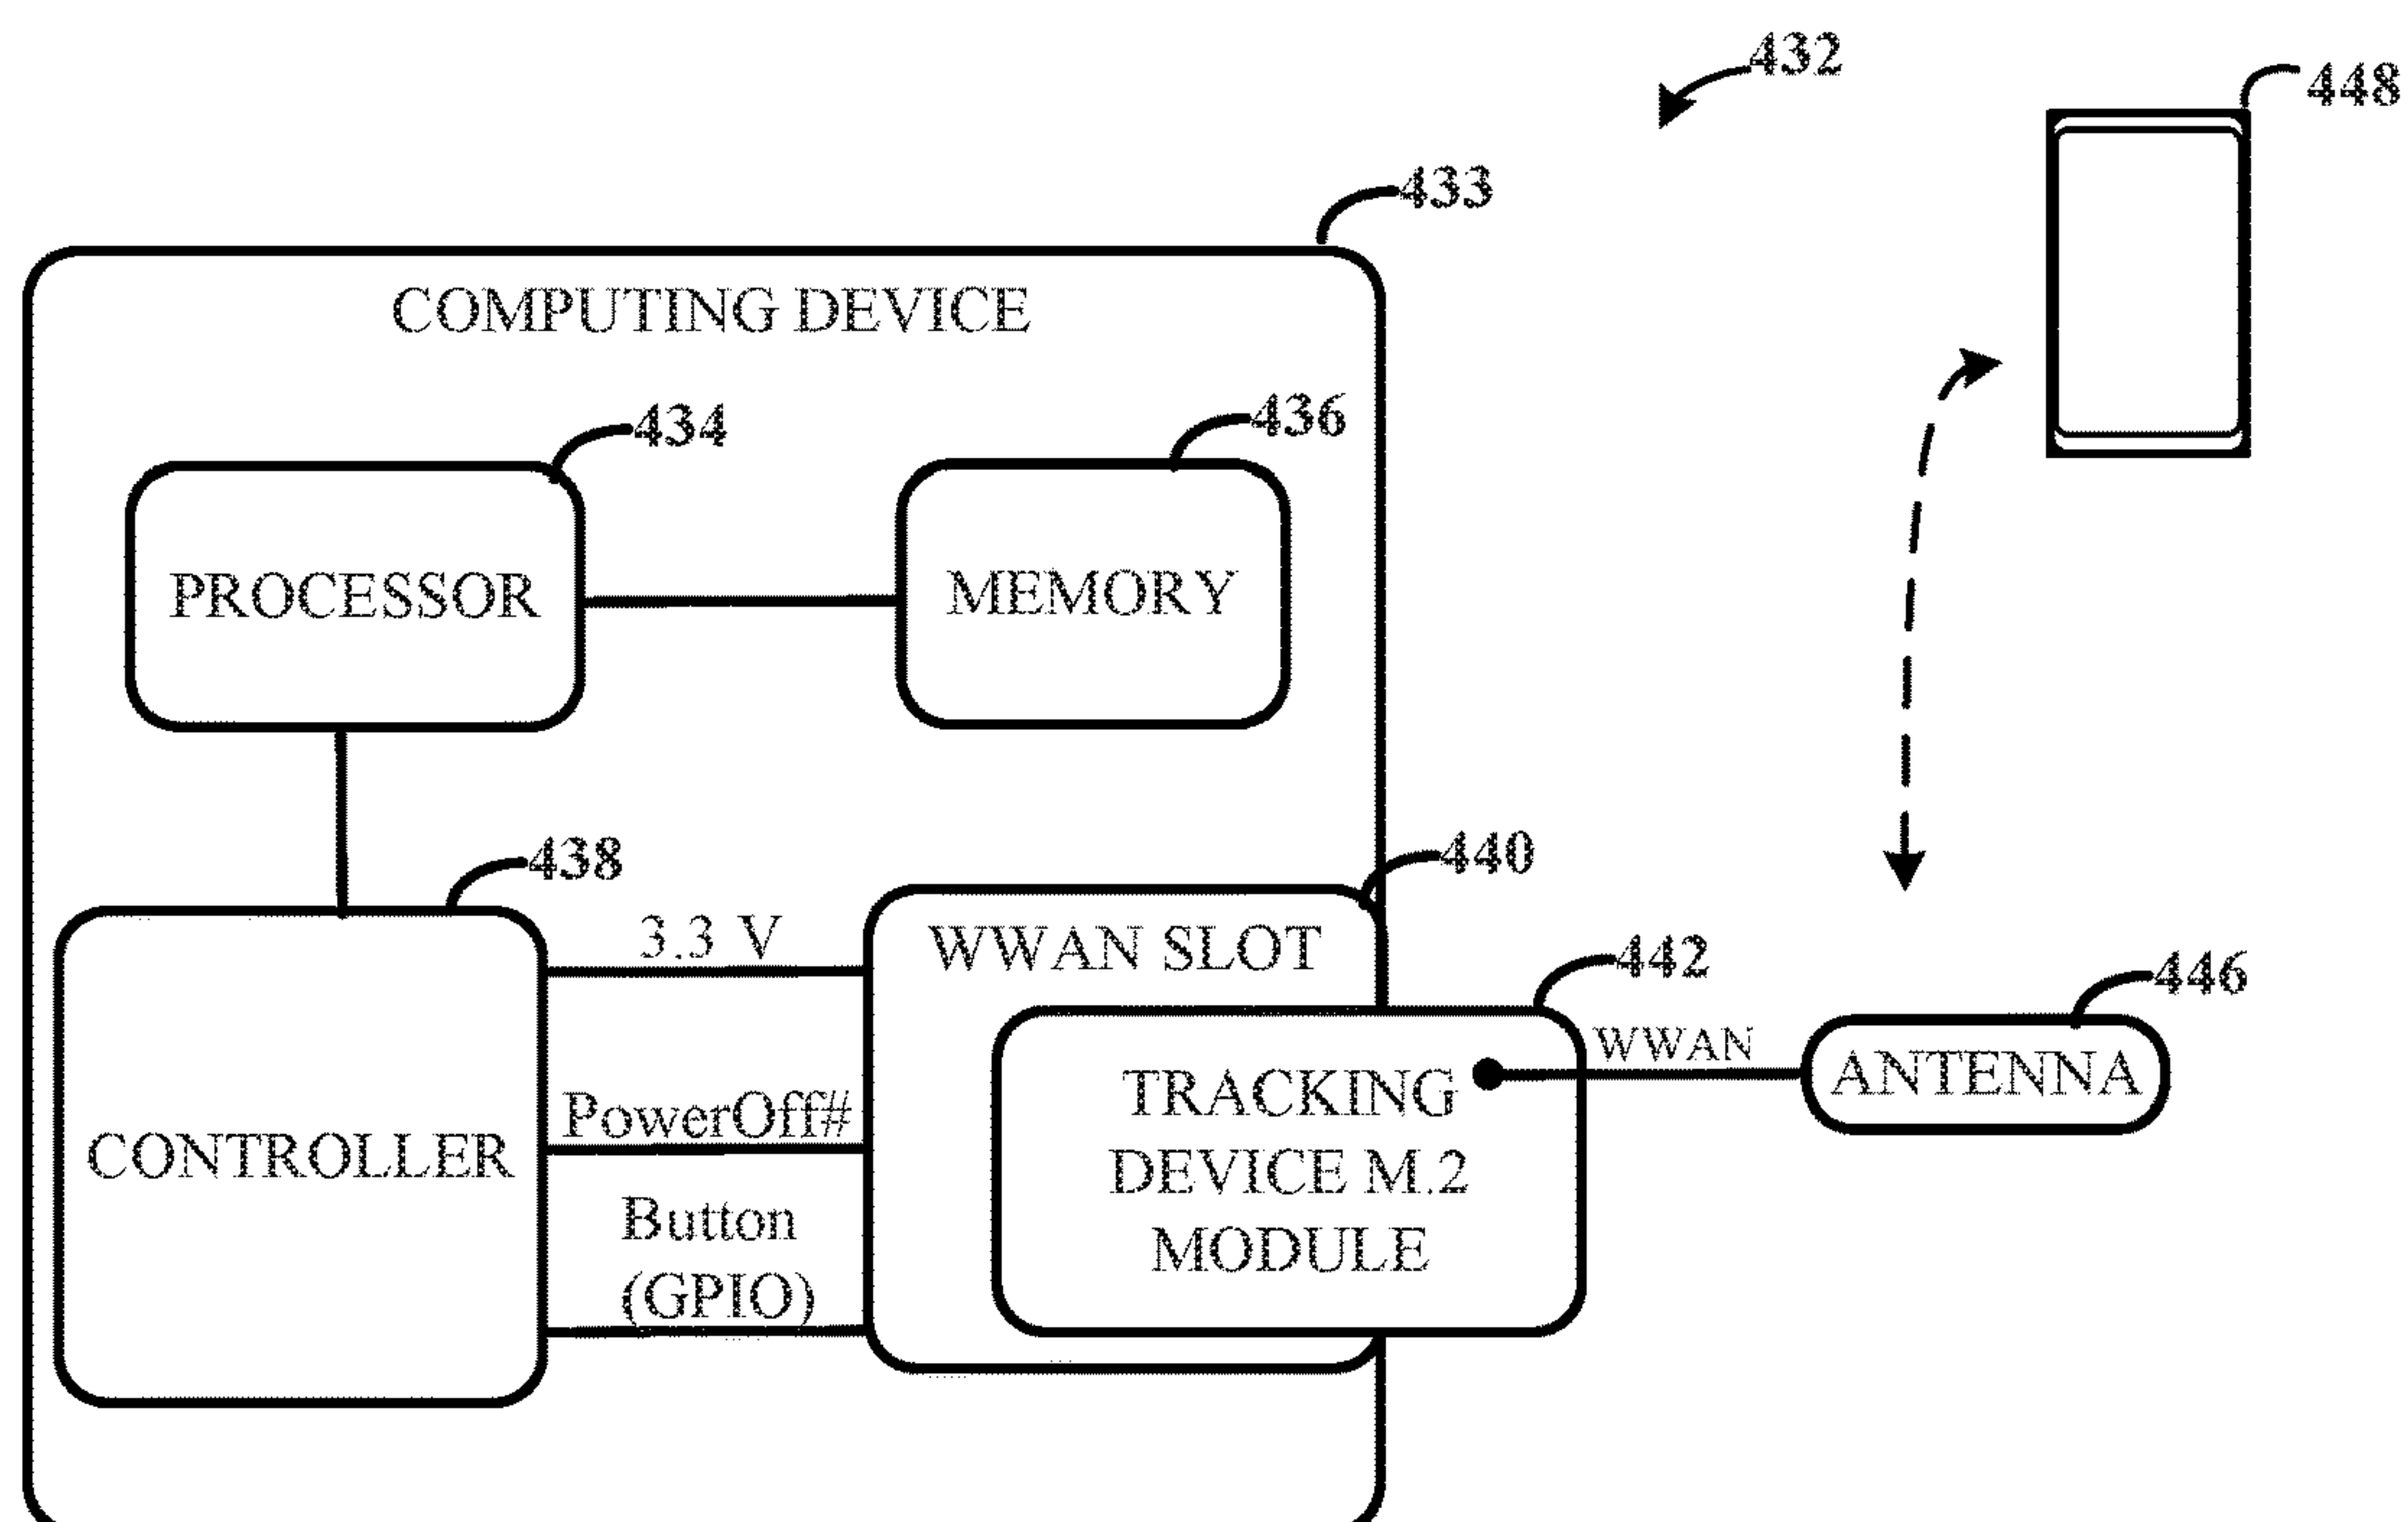 432
448
433
COMPUTING DEVICE
434
436
PROCESSOR
MEMORY
438
440
3.3 V
WWAN SLOT
442
446
WWAN
PowerOff#
TRACKING
DEVICE M.2
MODULE
ANTENNA
CONTROLLER
Button
(GPIO)